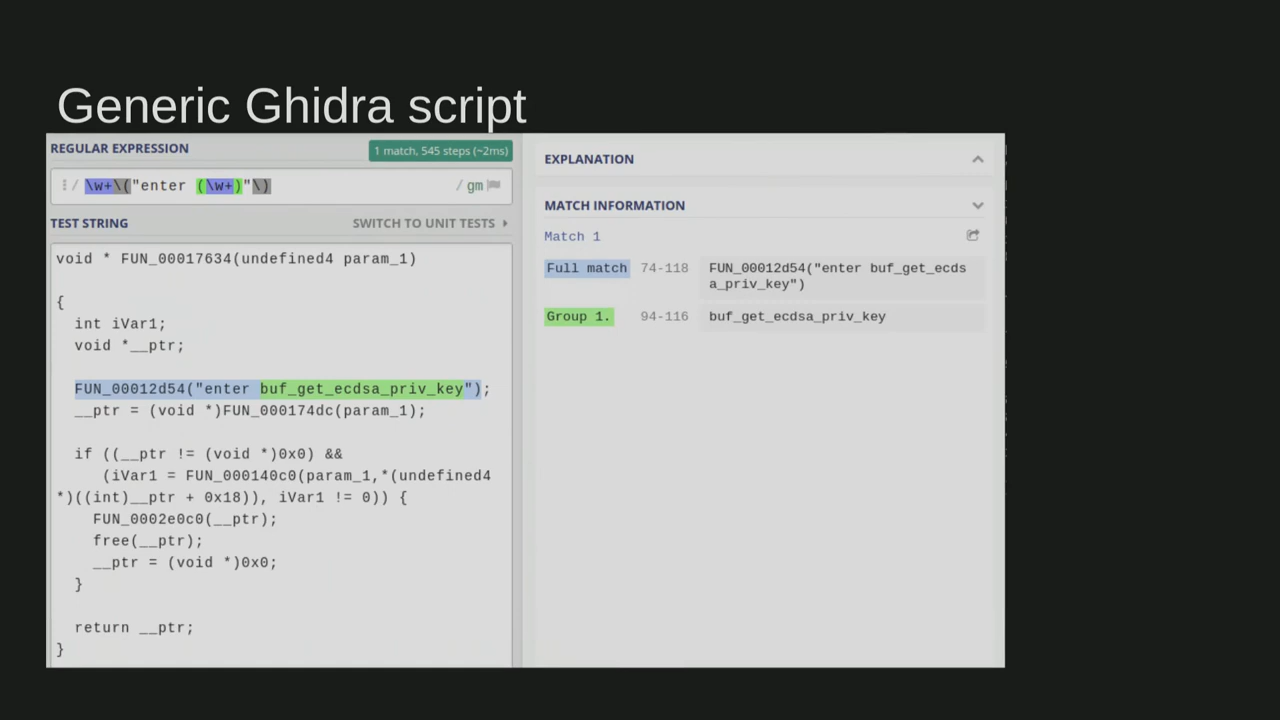 Generic Ghidra script
REGULAR EXPRESSION
1 match, 545 steps (~2ms)
/ \w+\("enter (\w+)"\)
/ gm
TEST STRING
SWITCH TO UNIT TESTS
void * FUN_00017634(undefined4 param_1)
{
int iVar1;
void *__ptr;
FUN_00012d54("enter buf_get_ecdsa_priv_key");
__ptr = (void *)FUN_000174dc(param_1);
if ((__ptr != (void *)0x0) &&
(iVar1 = FUN_000140c0(param_1,*(undefined4
*)((int)__ptr + 0x18)), iVar1 != 0)) {
FUN_0002e0c0(__ptr);
free(__ptr);
__ptr = (void *)0x0;
}
return __ptr;
}
EXPLANATION
MATCH INFORMATION
Match 1
Full match 74-118 FUN_00012d54("enter buf_get_ecds
a_priv_key")
Group 1. 94-116 buf_get_ecdsa_priv_key